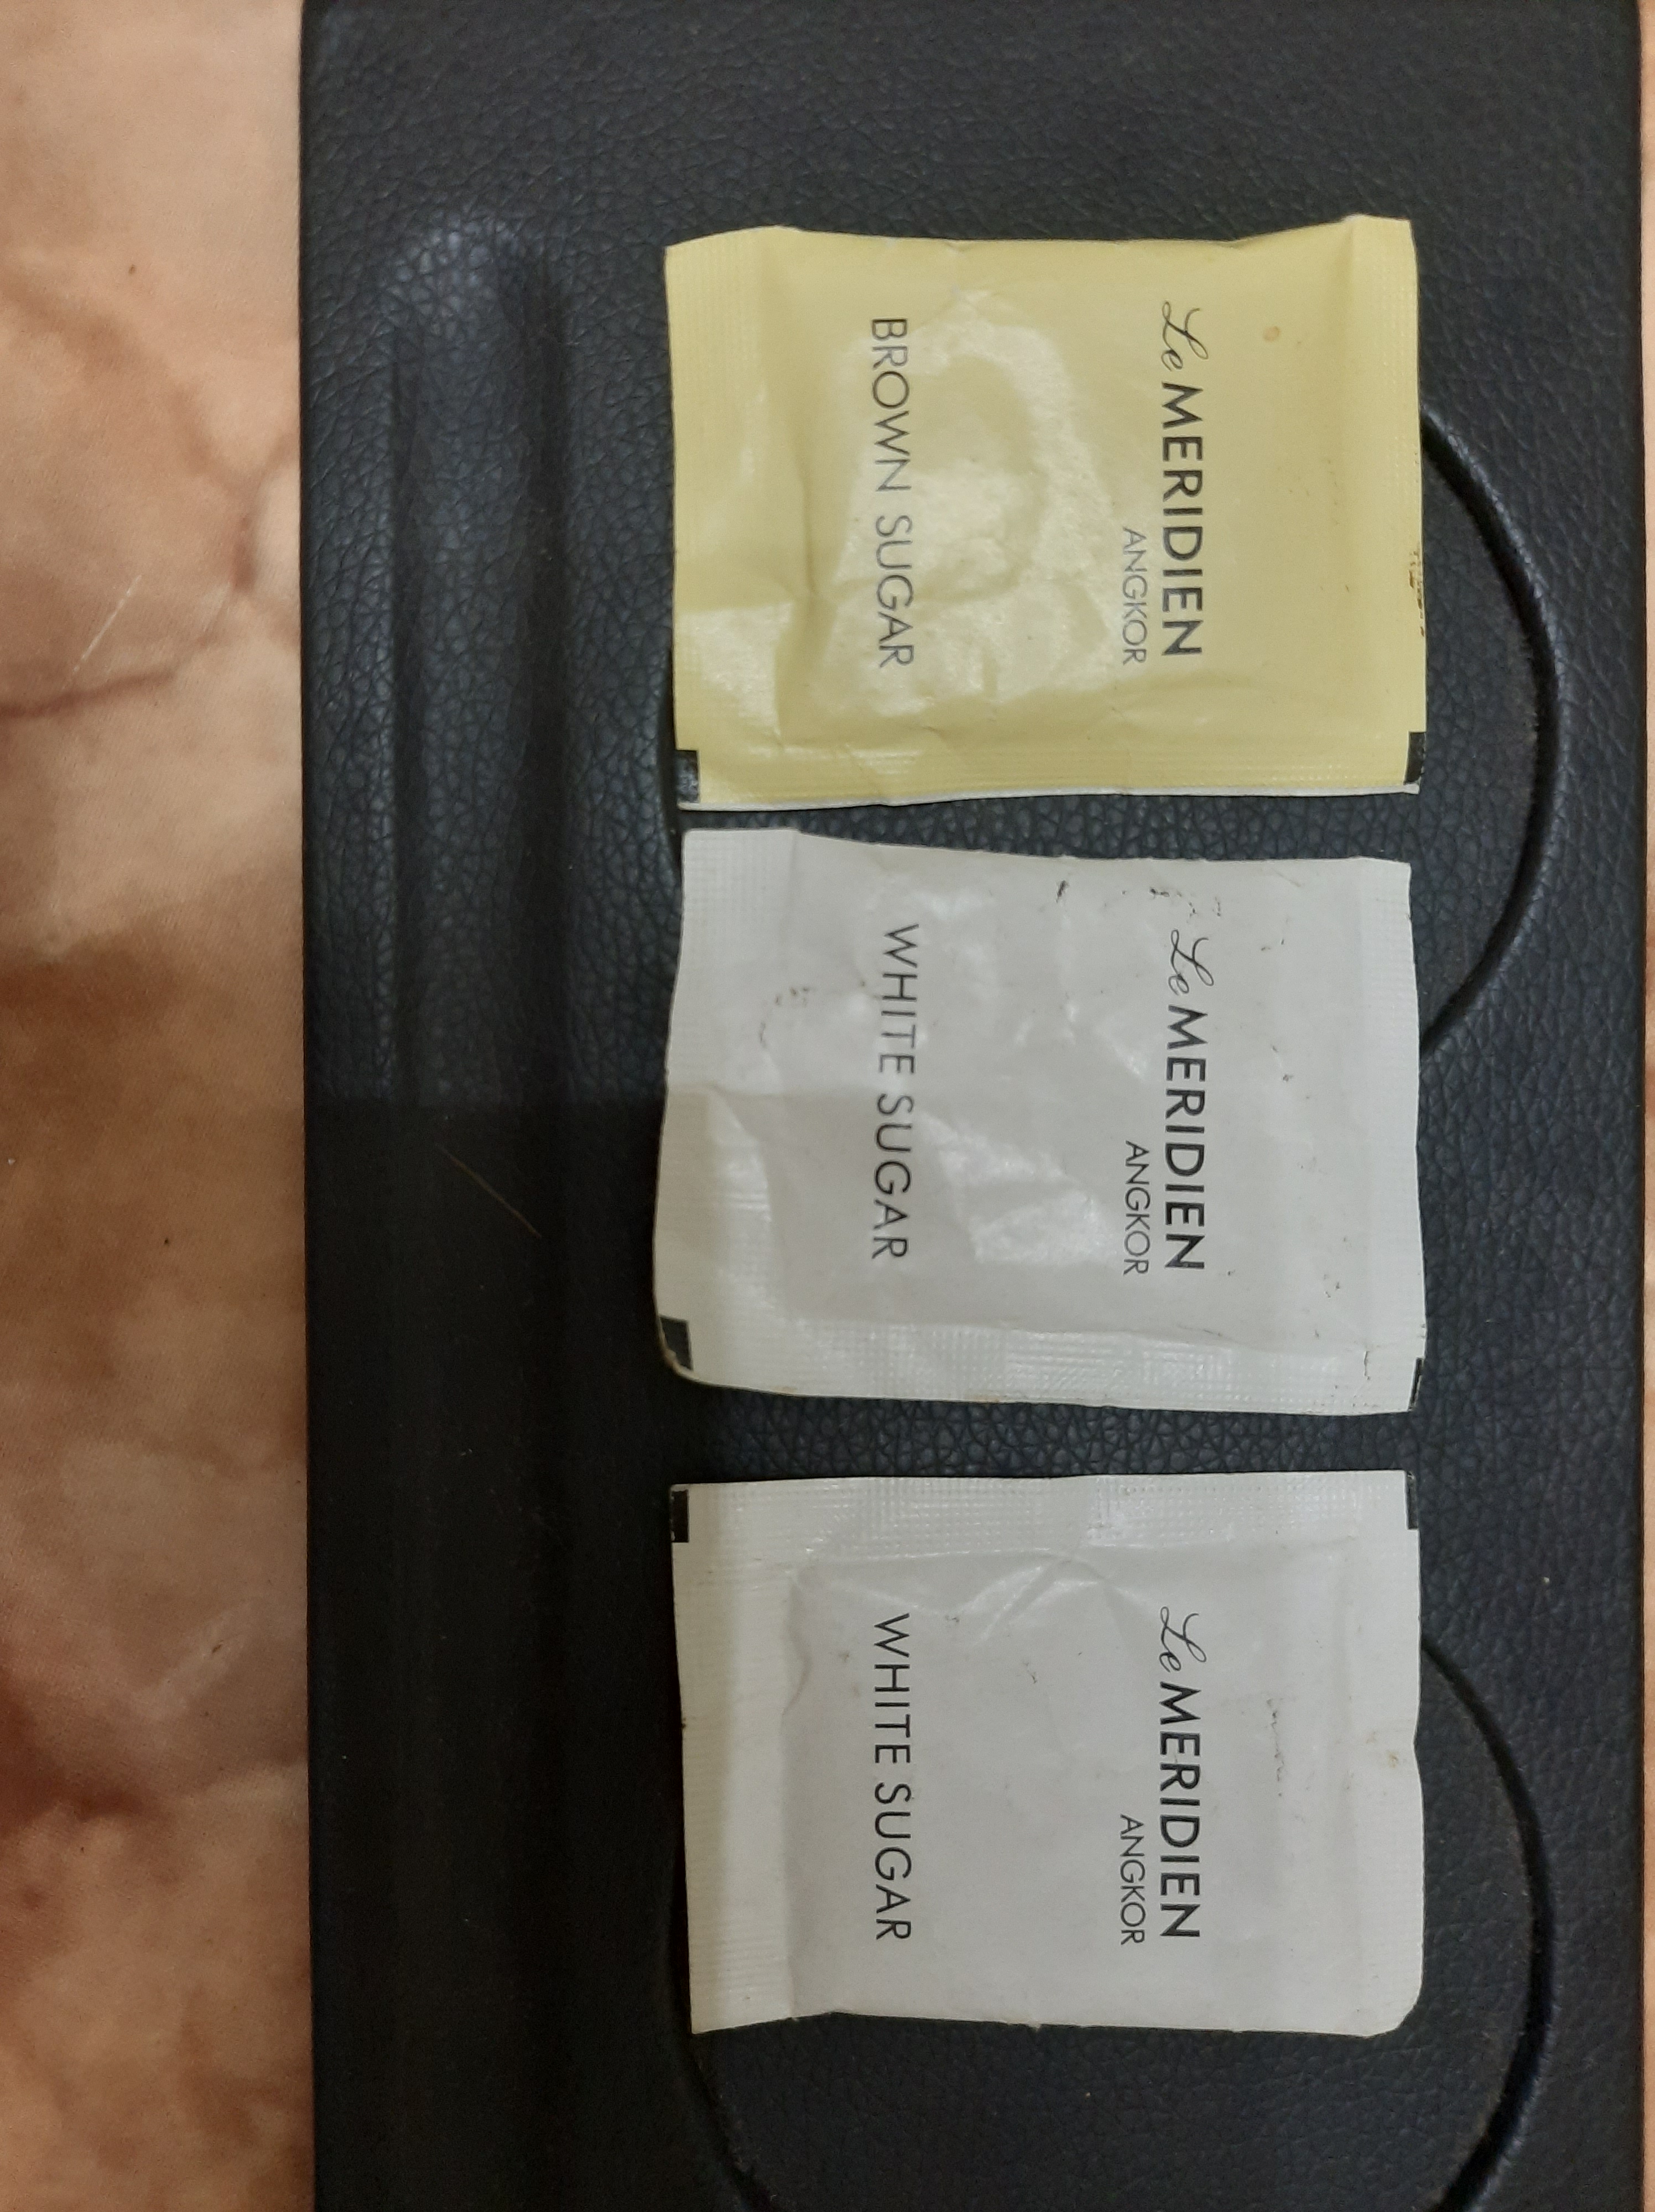 Le MERIDIEN
ANGKOR
BROWN SUGAR
Le MERIDIEN
ANGKOR
WHITE SUGAR
Le MERIDIEN
ANGKOR
WHITE SUGAR